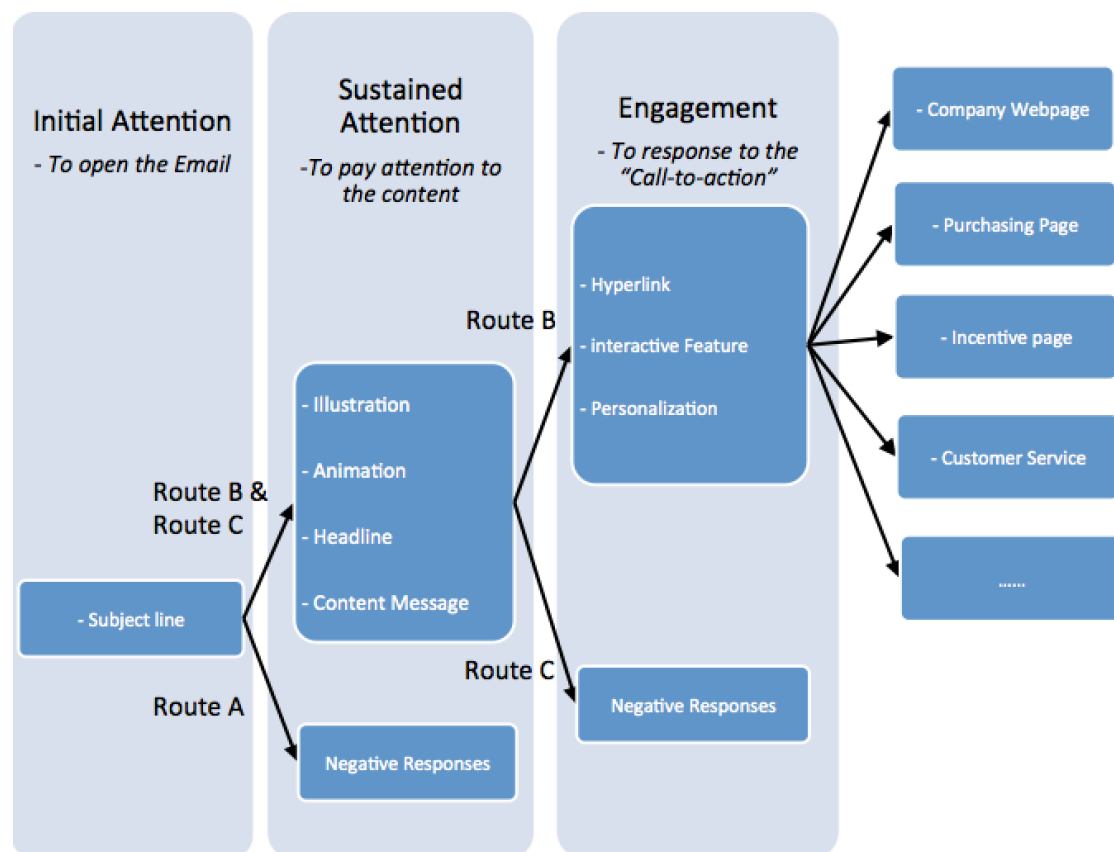 Initial Attention
- To open the Email
Sustained
Attention
-To pay attention to
the content
Engagement
- To response to the
“Call-to-action”
- Company Webpage
- Purchasing Page
- Incentive page
- Customer Service
......
Route B
- Hyperlink
- interactive Feature
- Personalization
- Illustration
- Animation
- Headline
- Content Message
Route B &
Route C
- Subject line
Route A
Route C
Negative Responses
Negative Responses